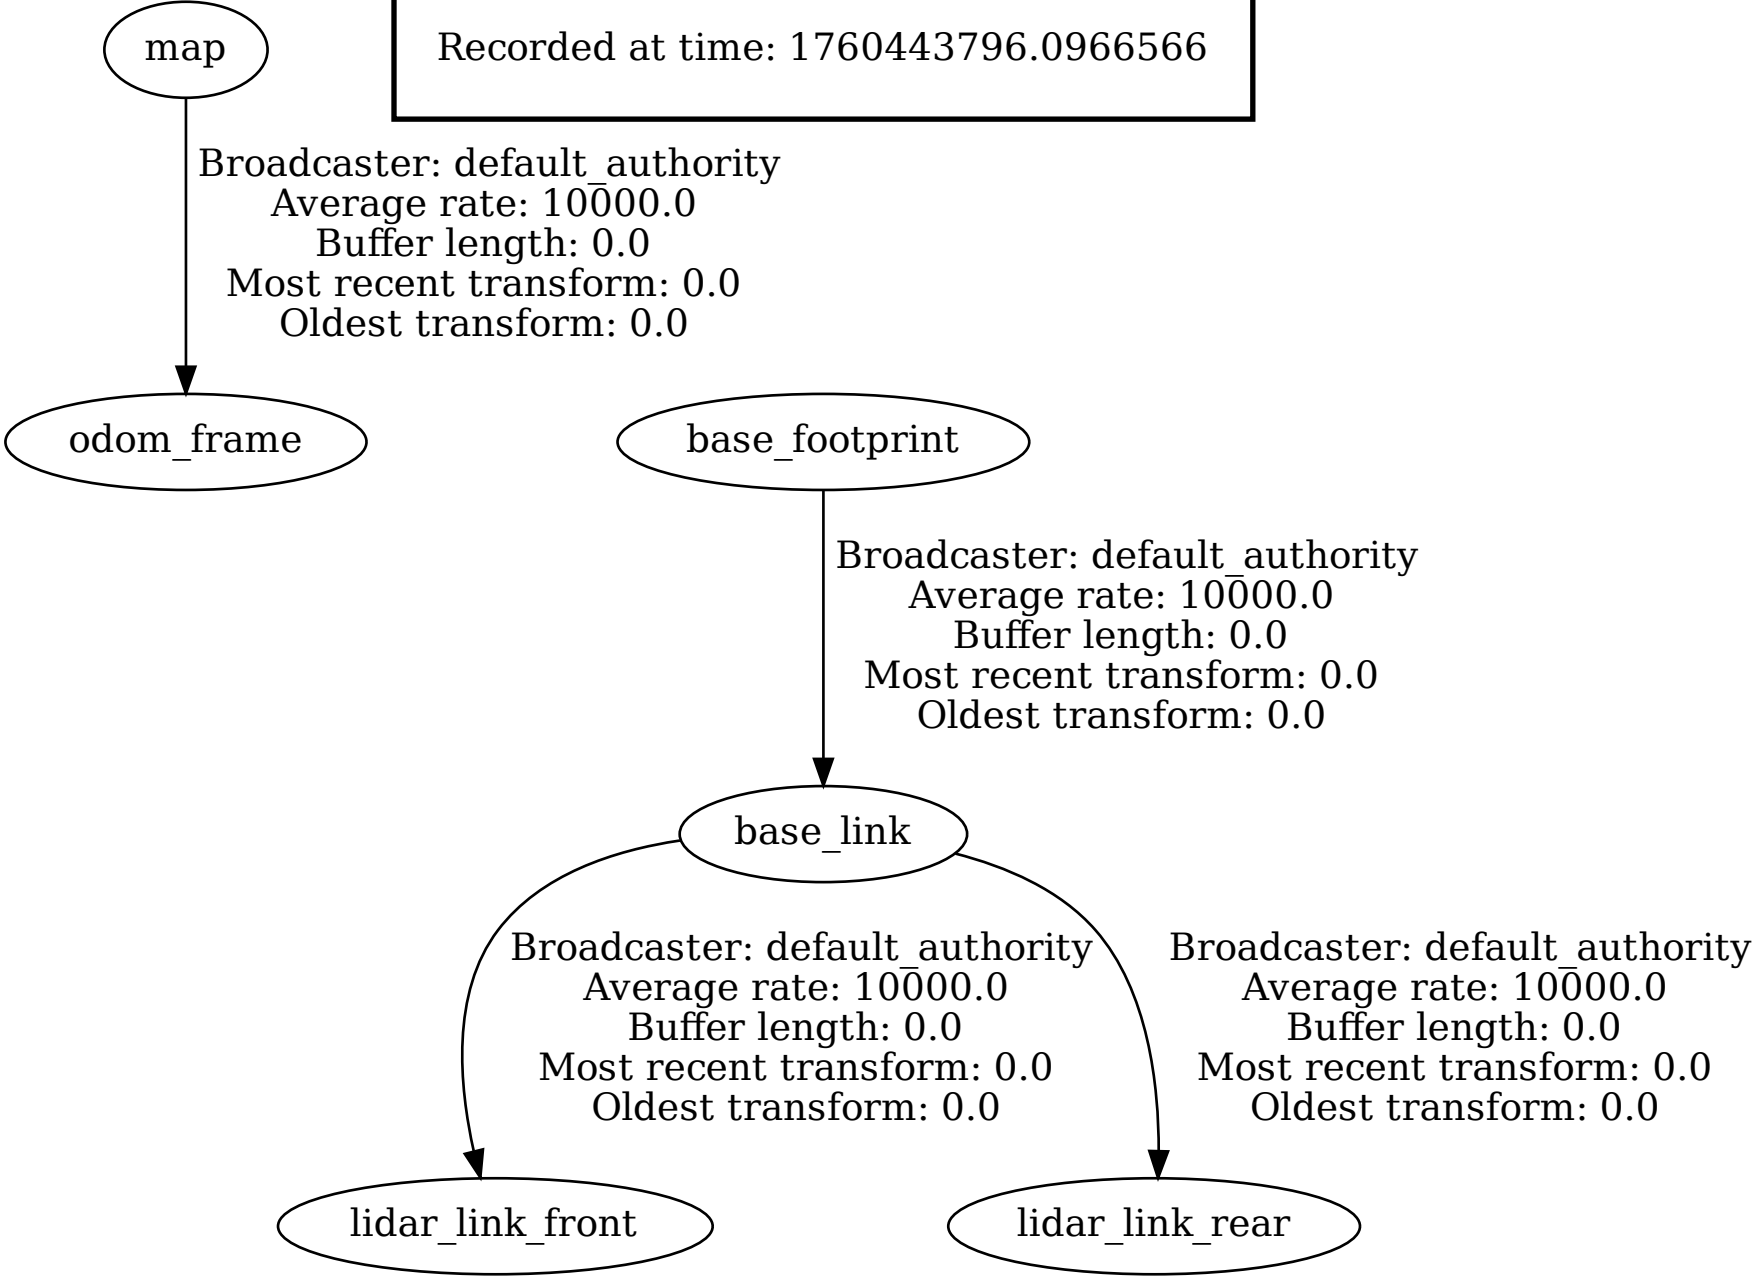 map
Recorded at time: 1760443796.0966566
Broadcaster: default_authority
Average rate: 10000.0
Buffer length: 0.0
Most recent transform: 0.0
Oldest transform: 0.0
odom_frame
base_footprint
Broadcaster: default_authority
Average rate: 10000.0
Buffer length: 0.0
Most recent transform: 0.0
Oldest transform: 0.0
base_link
Broadcaster: default_authority
Average rate: 10000.0
Buffer length: 0.0
Most recent transform: 0.0
Oldest transform: 0.0
Broadcaster: default_authority
Average rate: 10000.0
Buffer length: 0.0
Most recent transform: 0.0
Oldest transform: 0.0
lidar_link_front
lidar_link_rear